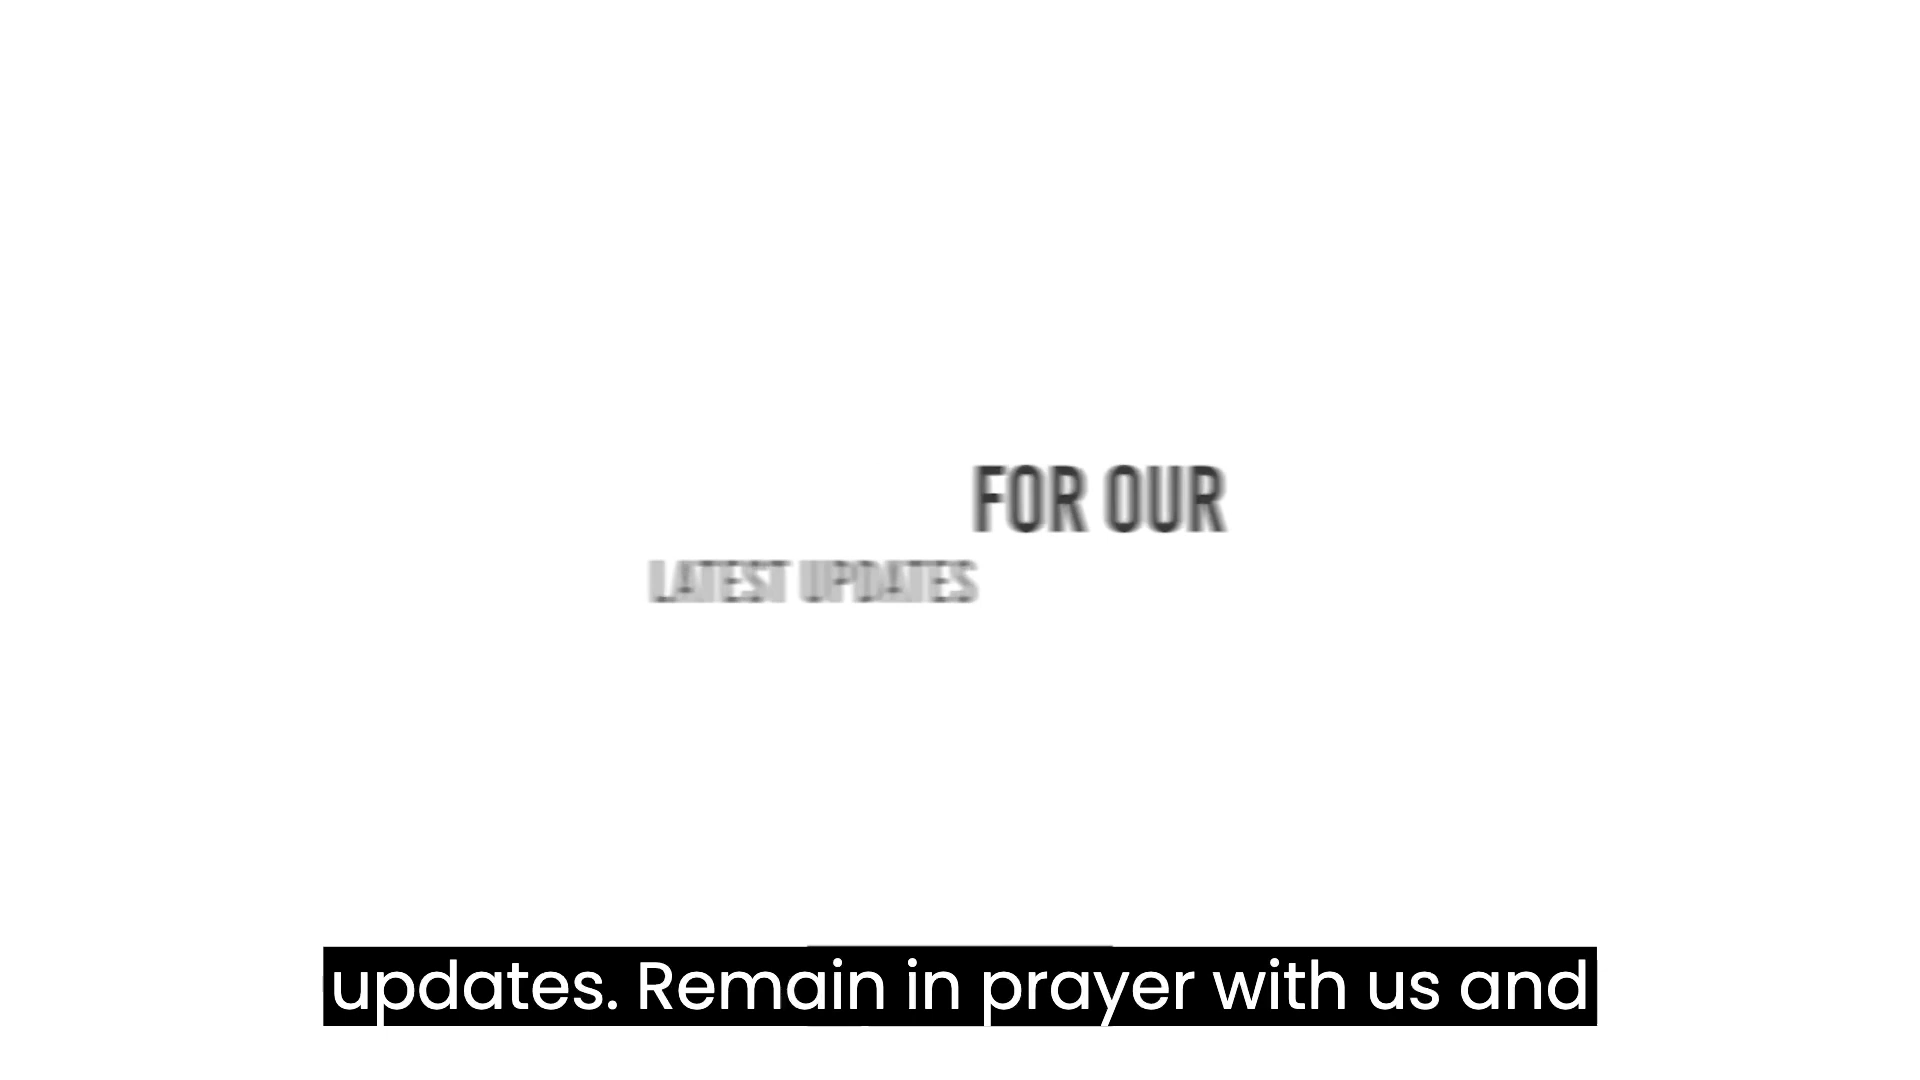 FOR OUR
LATEST UPDATES
updates. Remain in prayer with us and